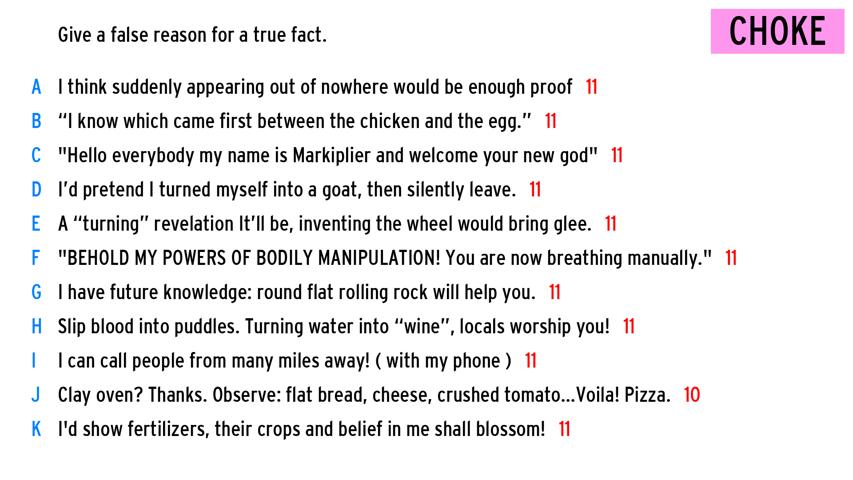 Give a false reason for a true fact.
CHOKE
A I think suddenly appearing out of nowhere would be enough proof 11
B “I know which came first between the chicken and the egg.” 11
C "Hello everybody my name is Markiplier and welcome your new god" 11
D I’d pretend I turned myself into a goat, then silently leave. 11
E A “turning” revelation It’ll be, inventing the wheel would bring glee. 11
F "BEHOLD MY POWERS OF BODILY MANIPULATION! You are now breathing manually." 11
G I have future knowledge: round flat rolling rock will help you. 11
H Slip blood into puddles. Turning water into “wine”, locals worship you! 11
I I can call people from many miles away! ( with my phone ) 11
J Clay oven? Thanks. Observe: flat bread, cheese, crushed tomato...Voila! Pizza. 10
K I'd show fertilizers, their crops and belief in me shall blossom! 11